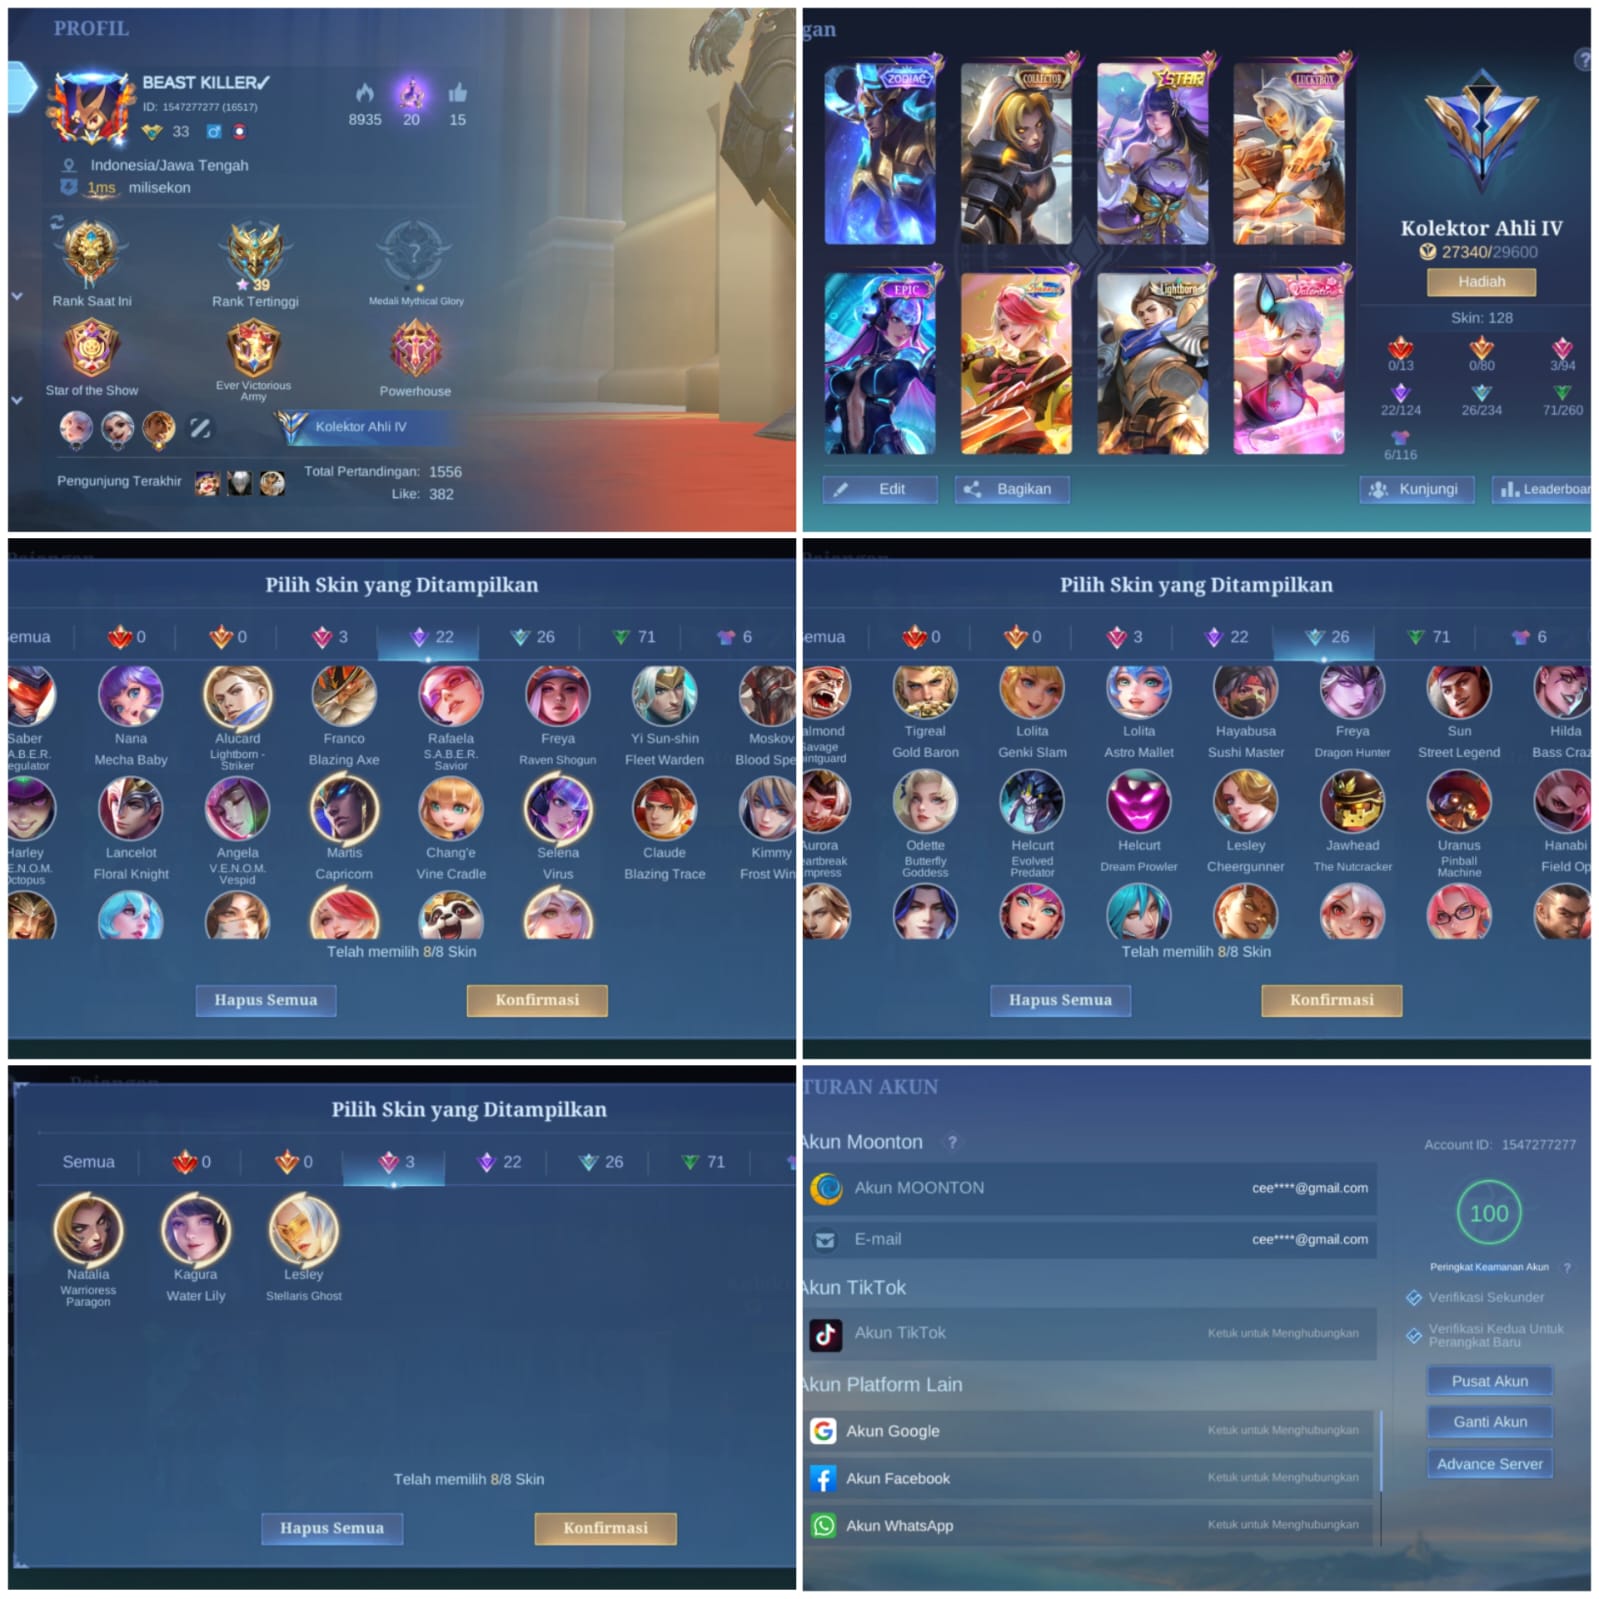 PROFIL
BEAST KILLER✓
ID: 1547277277 (16517)
33
8935
20
15
Indonesia/Jawa Tengah
1ms milisekon
IV
39
Rank Saat Ini
Rank Tertinggi
Medali Mythical Glory
Star of the Show
Ever Victorious
Army
Powerhouse
Kolektor Ahli IV
Pengunjung Terakhir
Total Pertandingan: 1556
Like: 382
gan
ZODIAC
COLLECTOR
STAR
LUCKYBOX
EPIC
Lightborn
Valentine
Kolektor Ahli IV
27340/29600
Hadiah
Skin: 128
0/13
0/80
3/94
22/124
26/234
71/260
6/116
Edit
Bagikan
Kunjungi
Leaderboar
Pajangan
Pilih Skin yang Ditampilkan
emua
0
0
3
22
26
71
6
Saber
Nana
Alucard
Franco
Rafaela
Freya
Yi Sun-shin
Moskov
.A.B.E.R.
egulator
Mecha Baby
Lightborn -
Striker
Blazing Axe
S.A.B.E.R.
Savior
Raven Shogun
Fleet Warden
Blood Spe
Harley
Lancelot
Angela
Martis
Chang'e
Selena
Claude
Kimmy
.E.N.O.M.
Octopus
Floral Knight
V.E.N.O.M.
Vespid
Capricorn
Vine Cradle
Virus
Blazing Trace
Frost Win
Telah memilih 8/8 Skin
Hapus Semua
Konfirmasi
Pajangan
Pilih Skin yang Ditampilkan
emua
0
0
3
22
26
71
6
almond
Tigreal
Lolita
Lolita
Hayabusa
Freya
Sun
Hilda
Savage
ointguard
Gold Baron
Genki Slam
Astro Mallet
Sushi Master
Dragon Hunter
Street Legend
Bass Craz
Aurora
Odette
Helcurt
Helcurt
Lesley
Jawhead
Uranus
Hanabi
eartbreak
mpress
Butterfly
Goddess
Evolved
Predator
Dream Prowler
Cheergunner
The Nutcracker
Pinball
Machine
Field Op
Telah memilih 8/8 Skin
Hapus Semua
Konfirmasi
Pajangan
Pilih Skin yang Ditampilkan
Semua
0
0
3
22
26
71
Natalia
Kagura
Lesley
Warrioress
Paragon
Water Lily
Stellaris Ghost
Telah memilih 8/8 Skin
Hapus Semua
Konfirmasi
TURAN AKUN
Akun Moonton ?
Account ID: 1547277277
Akun MOONTON
cee****@gmail.com
E-mail
cee****@gmail.com
100
Peringkat Keamanan Akun ?
Akun TikTok
Verifikasi Sekunder
Akun TikTok
Ketuk untuk Menghubungkan
Verifikasi Kedua Untuk
Perangkat Baru
Akun Platform Lain
Pusat Akun
Akun Google
Ketuk untuk Menghubungkan
Ganti Akun
Akun Facebook
Ketuk untuk Menghubungkan
Advance Server
Akun WhatsApp
Ketuk untuk Menghubungkan